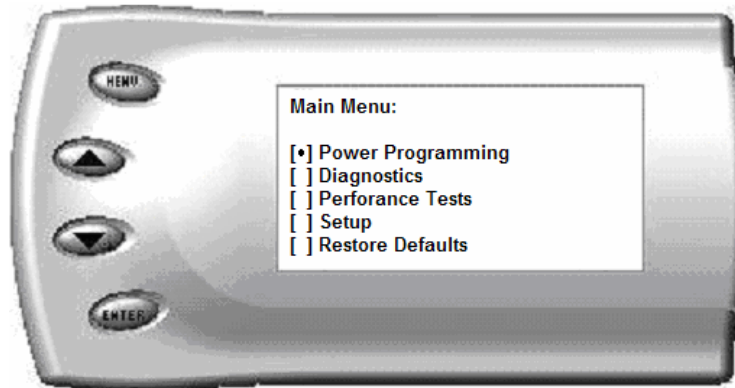 MENU
Main Menu:
[•] Power Programming
[ ] Diagnostics
[ ] Perforance Tests
[ ] Setup
[ ] Restore Defaults
ENTER